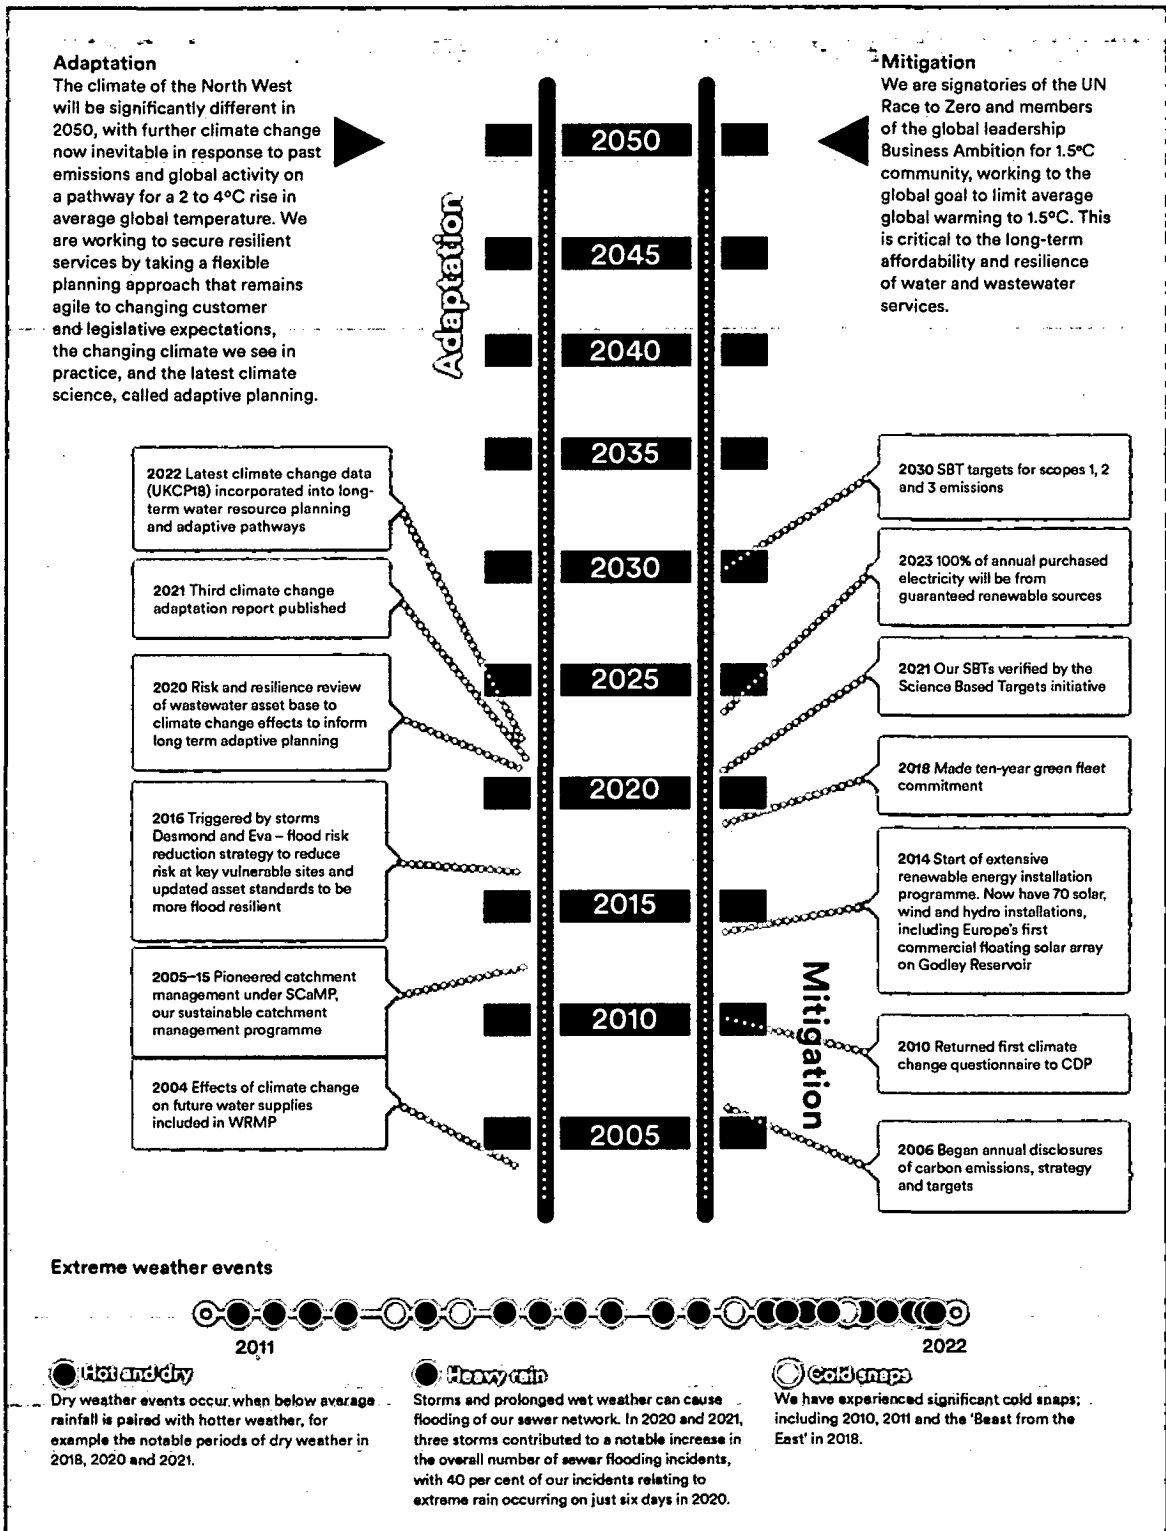 Adaptation
The climate of the North West
will be significantly different in
2050, with further climate change
now inevitable in response to past
emissions and global activity on
a pathway for a 2 to 4°C rise in
average global temperature. We
are working to secure resilient
services by taking a flexible
planning approach that remains
agile to changing customer
and legislative expectations,
the changing climate we see in
practice, and the latest climate
science, called adaptive planning.
Mitigation
We are signatories of the UN
Race to Zero and members
of the global leadership
Business Ambition for 1.5°C
community, working to the
global goal to limit average
global warming to 1.5°C. This
is critical to the long-term
affordability and resilience
of water and wastewater
services.
Adaptation
2050
2045
2040
2035
2030
2025
2020
2015
2010
2005
Mitigation
2022 Latest climate change data
(UKCP18) incorporated into long-
term water resource planning
and adaptive pathways
2021 Third climate change
adaptation report published
2020 Risk and resilience review
of wastewater asset base to
climate change effects to inform
long term adaptive planning
2016 Triggered by storms
Desmond and Eva – flood risk
reduction strategy to reduce
risk at key vulnerable sites and
updated asset standards to be
more flood resilient
2005–15 Pioneered catchment
management under SCaMP,
our sustainable catchment
management programme
2004 Effects of climate change
on future water supplies
included in WRMP
2030 SBT targets for scopes 1, 2
and 3 emissions
2023 100% of annual purchased
electricity will be from
guaranteed renewable sources
2021 Our SBTs verified by the
Science Based Targets initiative
2018 Made ten-year green fleet
commitment
2014 Start of extensive
renewable energy installation
programme. Now have 70 solar,
wind and hydro installations,
including Europe's first
commercial floating solar array
on Godley Reservoir
2010 Returned first climate
change questionnaire to CDP
2006 Began annual disclosures
of carbon emissions, strategy
and targets
Extreme weather events
2011
2022
Hot and dry
Dry weather events occur when below average
rainfall is paired with hotter weather, for
example the notable periods of dry weather in
2018, 2020 and 2021.
Heavy rain
Storms and prolonged wet weather can cause
flooding of our sewer network. In 2020 and 2021,
three storms contributed to a notable increase in
the overall number of sewer flooding incidents,
with 40 per cent of our incidents relating to
extreme rain occurring on just six days in 2020.
Cold snaps
We have experienced significant cold snaps;
including 2010, 2011 and the 'Beast from the
East' in 2018.